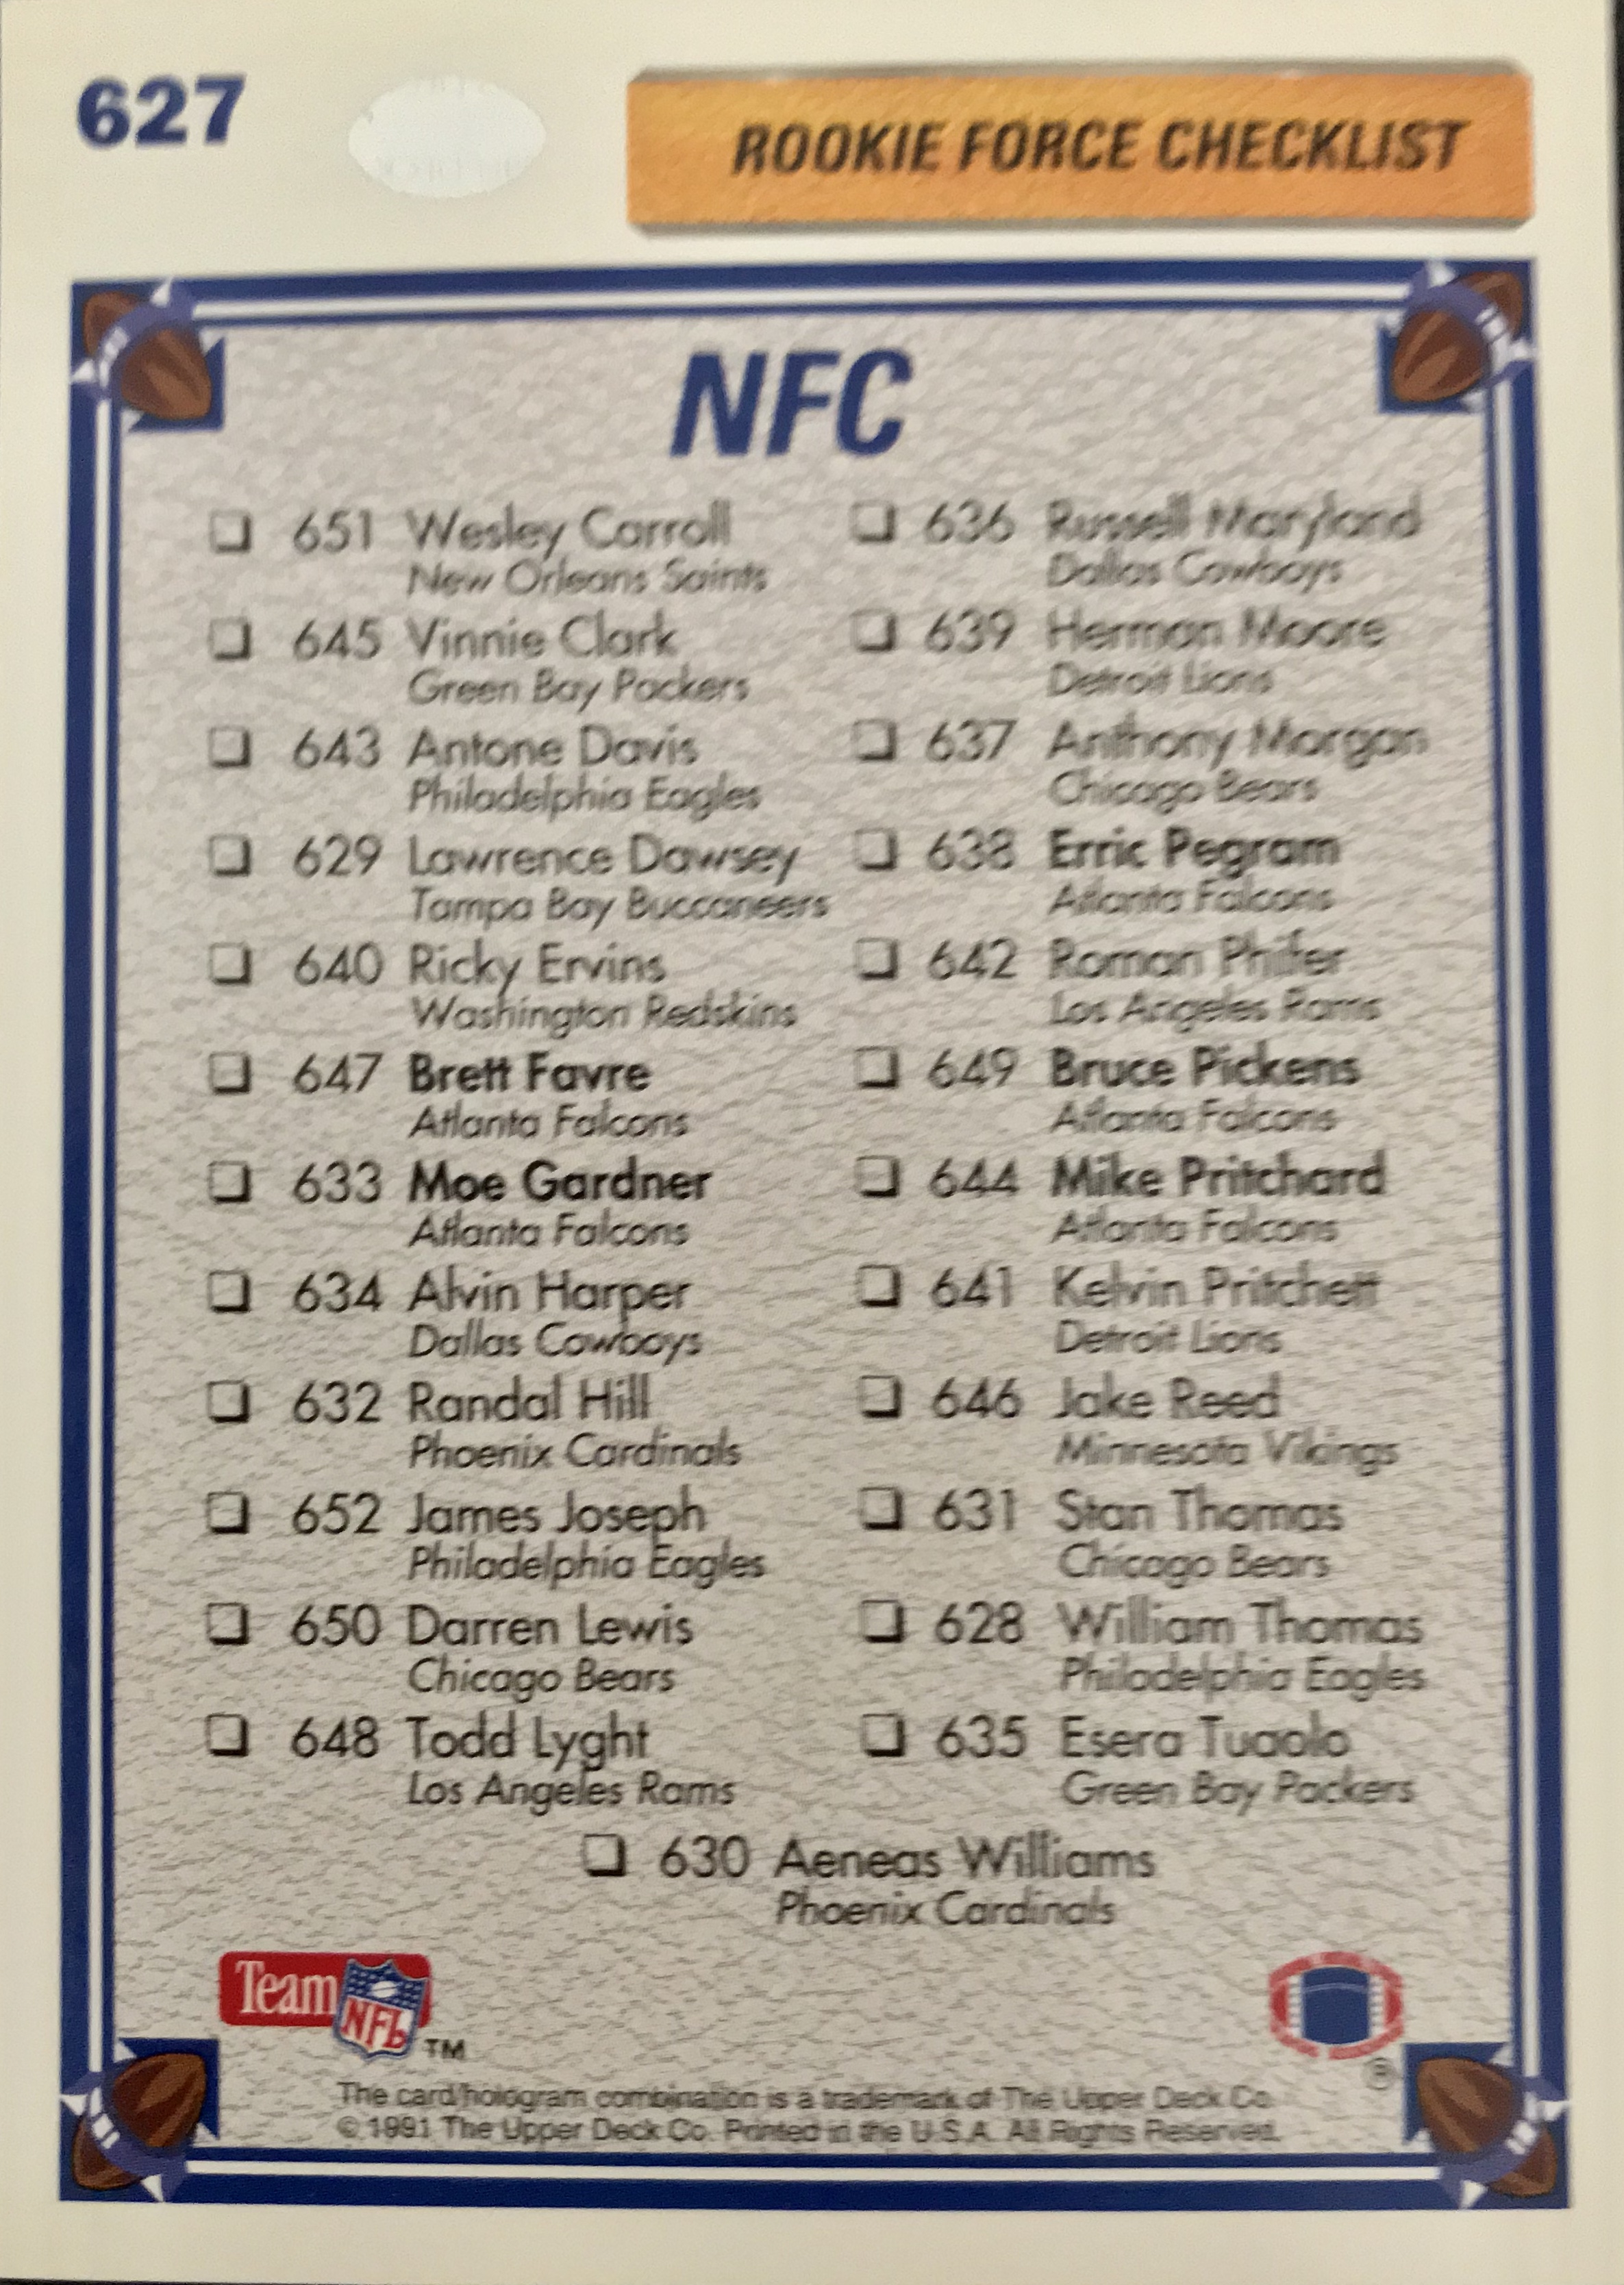 627
ROOKIE FORCE CHECKLIST
NFC
651 Wesley Carroll
New Orleans Saints
645 Vinnie Clark
Green Bay Packers
643 Antone Davis
Philadelphia Eagles
629 Lawrence Dawsey
Tampa Bay Buccaneers
640 Ricky Ervins
Washington Redskins
647 Brett Favre
Atlanta Falcons
633 Moe Gardner
Atlanta Falcons
634 Alvin Harper
Dallas Cowboys
632 Randal Hill
Phoenix Cardinals
652 James Joseph
Philadelphia Eagles
650 Darren Lewis
Chicago Bears
648 Todd Lyght
Los Angeles Rams
636 Russell Maryland
Dallas Cowboys
639 Herman Moore
Detroit Lions
637 Anthony Morgan
Chicago Bears
638 Erric Pegram
Atlanta Falcons
642 Roman Phifer
Los Angeles Rams
649 Bruce Pickens
Atlanta Falcons
644 Mike Pritchard
Atlanta Falcons
641 Kelvin Pritchett
Detroit Lions
646 Jake Reed
Minnesota Vikings
631 Stan Thomas
Chicago Bears
628 William Thomas
Philadelphia Eagles
635 Esera Tuaolo
Green Bay Packers
630 Aeneas Williams
Phoenix Cardinals
Team NFL ™
®
The card/hologram combination is a trademark of The Upper Deck Co.
© 1991 The Upper Deck Co. Printed in the U.S.A. All Rights Reserved.